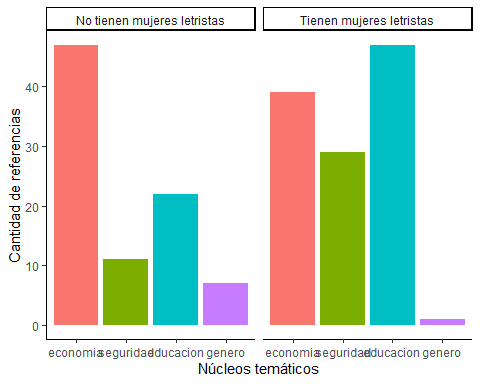 No tienen mujeres letristas
Tienen mujeres letristas
Cantidad de referencias
40
30
20
10
0
economia seguridad educacion genero
economia seguridad educacion genero
Núcleos temáticos